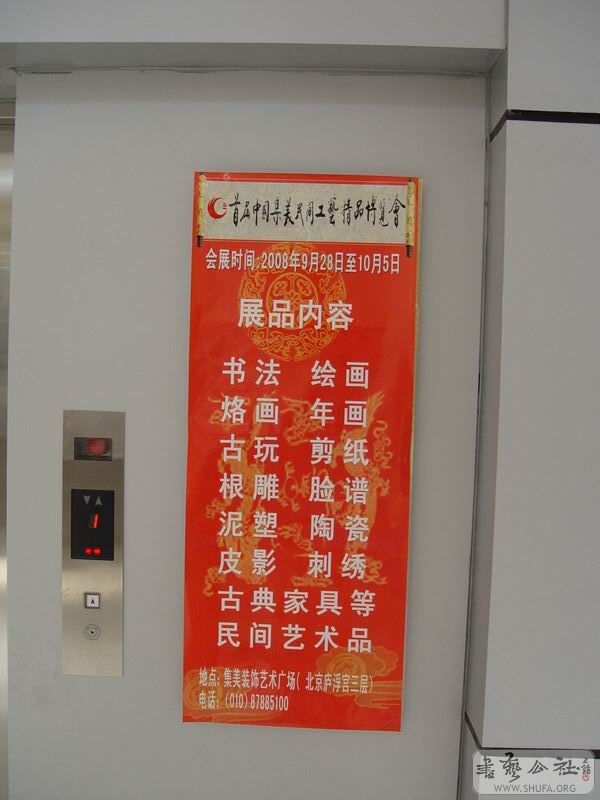 首届中国集美民间工藝精品博覽會
会展时间:2008年9月28日至10月5日
展品内容
书法 绘画
烙画 年画
古玩 剪纸
根雕 脸谱
泥塑 陶瓷
皮影 刺绣
古典家具等
民间艺术品
地点：集美装饰艺术广场( 北京庐浮宫三层)
电话：(010)87885100
1
書藝公社
WWW.SHUFA.ORG